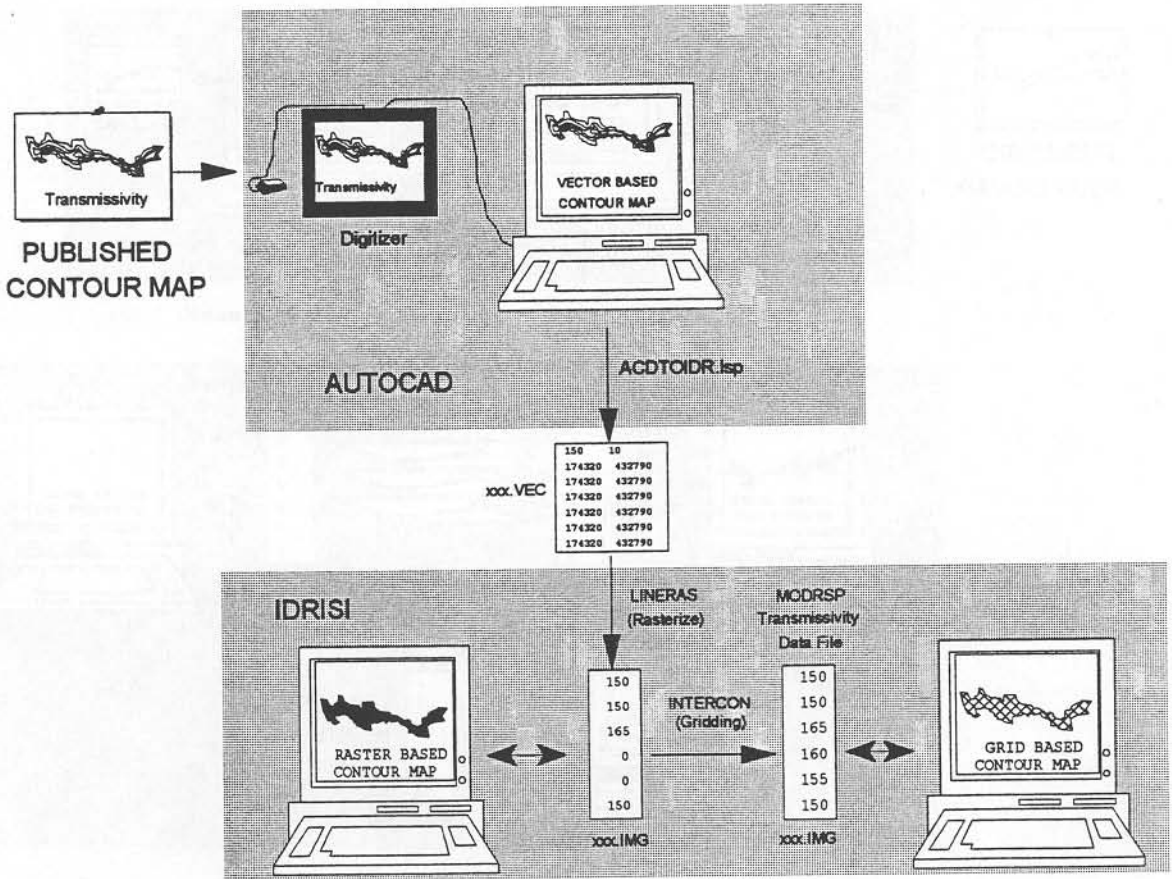 Transmissivity
PUBLISHED
CONTOUR MAP
Transmissivity
Digitizer
VECTOR BASED
CONTOUR MAP
AUTOCAD
ACDTOIDR.lsp
xxx.VEC
150 10
174320 432790
174320 432790
174320 432790
174320 432790
174320 432790
174320 432790
IDRISI
LINERAS
(Rasterize)
MODRSP
Transmissivity
Data File
RASTER BASED
CONTOUR MAP
150
150
165
0
0
150
xxx.IMG
INTERCON
(Gridding)
150
150
165
160
155
150
xxx.IMG
GRID BASED
CONTOUR MAP